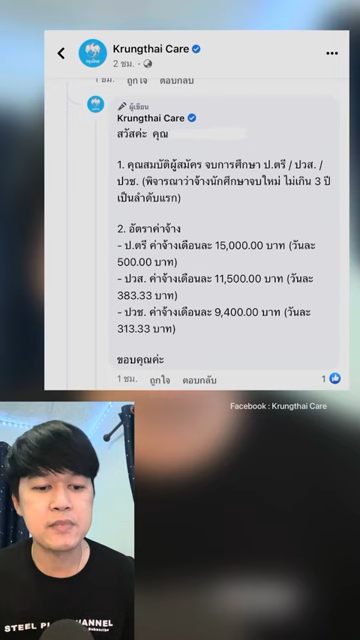 Krungthai Care
2 ชม.
ถูกใจ ตอบกลับ
ผู้เขียน
Krungthai Care
สวัสค่ะ คุณ
1. คุณสมบัติผู้สมัคร จบการศึกษา ป.ตรี / ปวส. /
ปวช. (พิจารณาว่าจ้างนักศึกษาจบใหม่ ไม่เกิน 3 ปี
เป็นลำดับแรก)
2. อัตราค่าจ้าง
- ป.ตรี ค่าจ้างเดือนละ 15,000.00 บาท (วันละ
500.00 บาท)
- ปวส. ค่าจ้างเดือนละ 11,500.00 บาท (วันละ
383.33 บาท)
- ปวช. ค่าจ้างเดือนละ 9,400.00 บาท (วันละ
313.33 บาท)
ขอบคุณค่ะ
1 ชม. ถูกใจ ตอบกลับ 1
Facebook : Krungthai Care